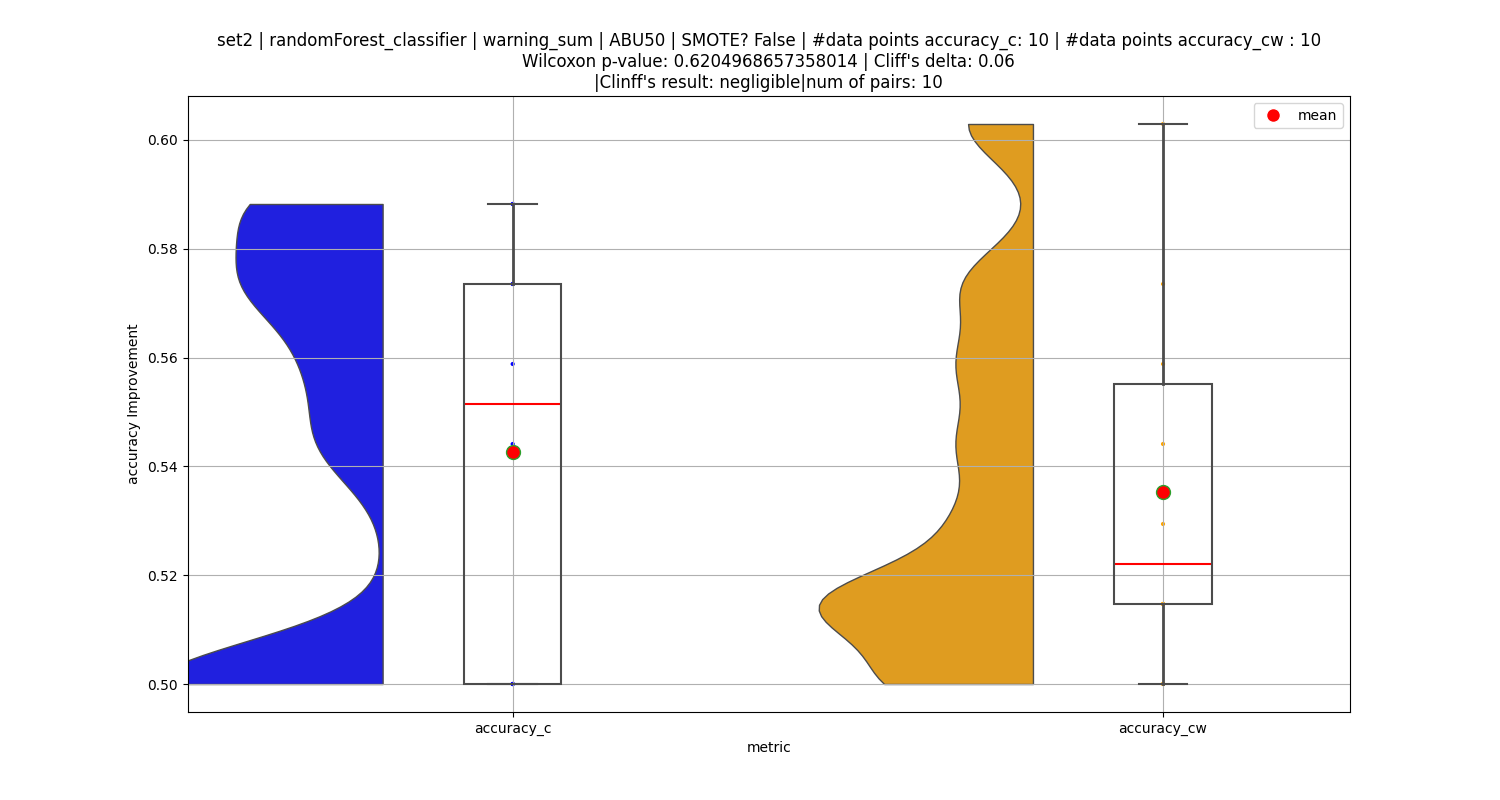 set2 | randomForest_classifier | warning_sum | ABU50 | SMOTE? False | #data points accuracy_c: 10 | #data points accuracy_cw : 10
Wilcoxon p-value: 0.6204968657358014 | Cliff's delta: 0.06
|Clinff's result: negligible|num of pairs: 10
mean
0.60
0.58
0.56
0.54
0.52
0.50
accuracy Improvement
accuracy_c
accuracy_cw
metric